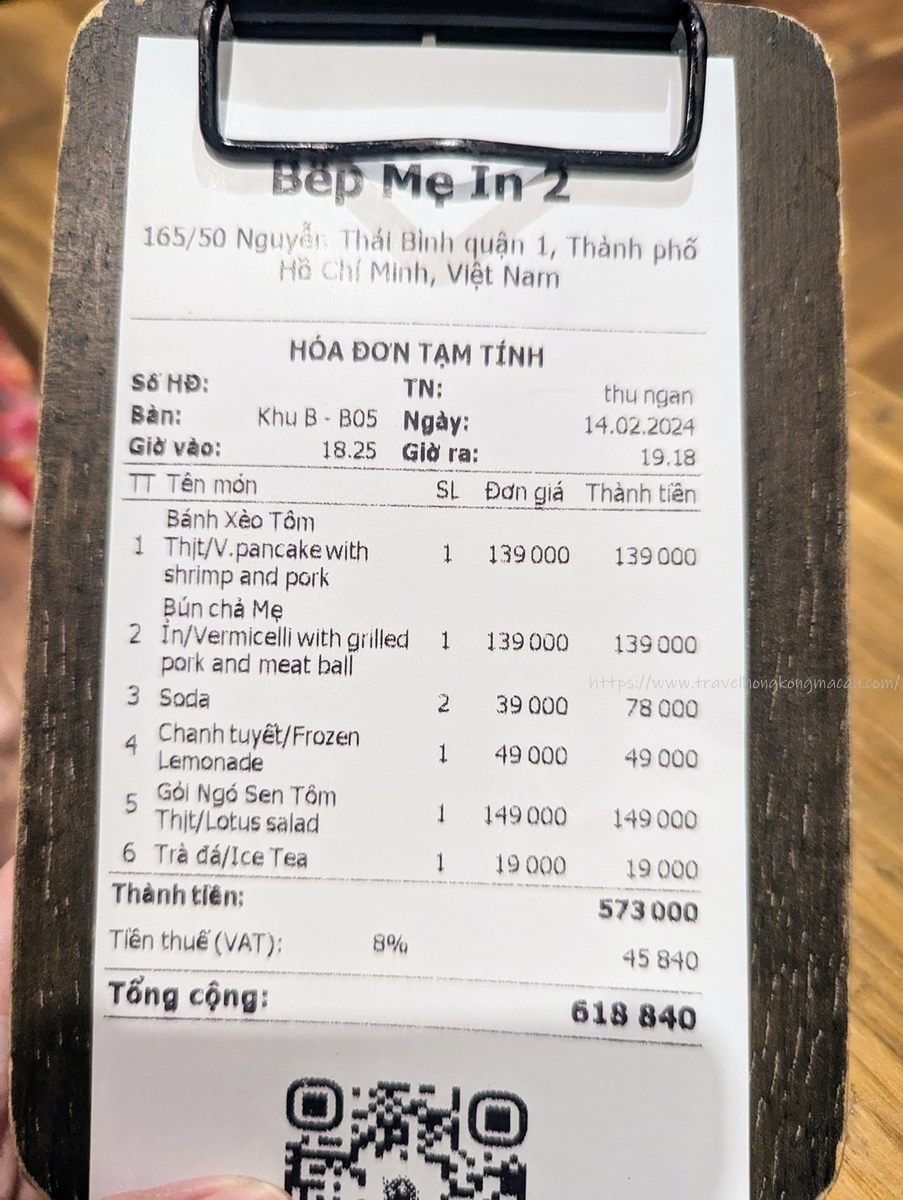 Bếp Mẹ In 2
165/50 Nguyễn Thái Bình quận 1, Thành phố
Hồ Chí Minh, Việt Nam
HÓA ĐƠN TẠM TÍNH
Số HĐ: TN: thu ngan
Bàn: Khu B - B05 Ngày: 14.02.2024
Giờ vào: 18.25 Giờ ra: 19.18
TT Tên món SL Đơn giá Thành tiền
Bánh Xèo Tôm
1 Thịt/V.pancake with 1 139 000 139 000
shrimp and pork
Bún chả Mẹ
2 Ỉn/Vermicelli with grilled 1 139 000 139 000
pork and meat ball
3 Soda 2 39 000 78 000
4 Chanh tuyết/Frozen
Lemonade 1 49 000 49 000
5 Gỏi Ngó Sen Tôm
Thịt/Lotus salad 1 149 000 149 000
6 Trà đá/Ice Tea 1 19 000 19 000
Thành tiền: 573 000
Tiền thuế (VAT): 8% 45 840
Tổng cộng: 618 840
https://www.travelhongkongmacau.com/